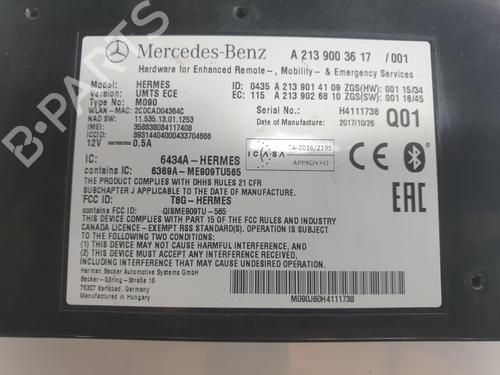 Mercedes-Benz A 213 900 36 17 /001
Hardware for Enhanced Remote-, Mobility- & Emergency Services
Model: HERMES ID: 0435 A 213 901 41 09 ZGS(HW): 001 15/34
Version: UMTS ECE EC: 115 A 213 902 68 10 ZGS(SW): 001 16/45
Type No: M090
WLAN-MAC: 2CDCAD04364C Serial No: H4111738
NAD SW: 11.535.13.01.1253 Date of Manufacture: 2017/10/26 Q01
IMEI: 358838084117408
ICCID: 89314404000433704666
12V 0.5A
ICASA TA-2016/2195 APPROVED
IC: 6434A-HERMES
contains IC: 6369A-ME909TU565
THIS DEVICE COMPLIES WITH DHHS RULES 21 CFR
SUBCHAPTER J APPLICABLE TO DATE OF MANUFACTURE.
FCC ID: T8G-HERMES
contains FCC ID: QISME909TU-565
THIS DEVICE COMPLIES WITH PART 15 OF THE FCC RULES AND INDUSTRY
CANADA LICENCE-EXEMPT RSS STANDARD(S). OPERATION IS SUBJECT
TO THE FOLLOWING TWO CONDITIONS:
(1) THIS DEVICE MAY NOT CAUSE HARMFUL INTERFERENCE, AND
(2) THIS DEVICE MUST ACCEPT ANY INTERFERENCE RECEIVED,
INCLUDING INTERFERENCE THAT MAY CAUSE UNDESIRED OPERATION.
Harman Becker Automotive Systems GmbH
Becker-Göring-Straße 16
76307 Karlsbad, Germany
Manufactured in Hungary
M090J60H4111738
EAC
B-PARTS